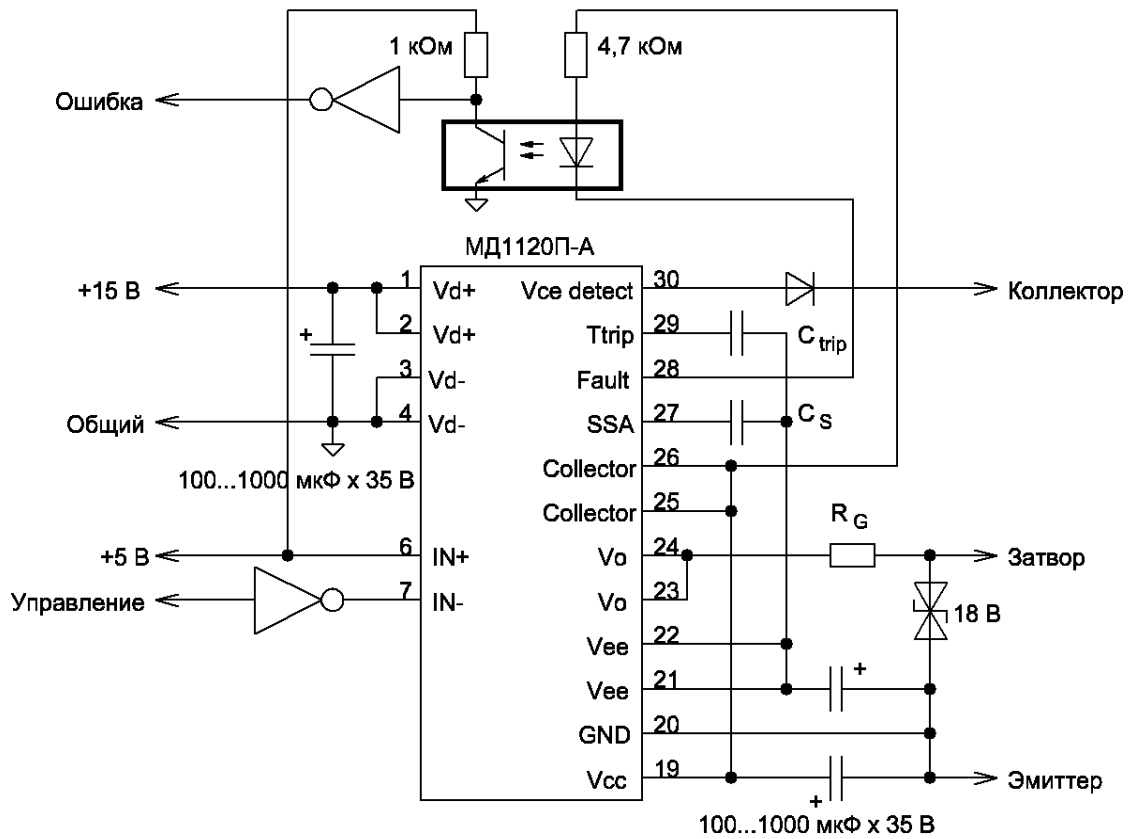 1 кОм
4,7 кОм
Ошибка
МД1120П-А
+15 В
1 Vd+
Vce detect 30
Коллектор
2 Vd+
Ttrip 29
C trip
+
3 Vd-
Fault 28
Общий
4 Vd-
SSA 27
C S
100...1000 мкФ x 35 В
Collector 26
Collector 25
R G
+5 В
6 IN+
Vo 24
Затвор
Управление
7 IN-
Vo 23
18 В
Vee 22
Vee 21
+
GND 20
Vcc 19
Эмиттер
+
100...1000 мкФ x 35 В